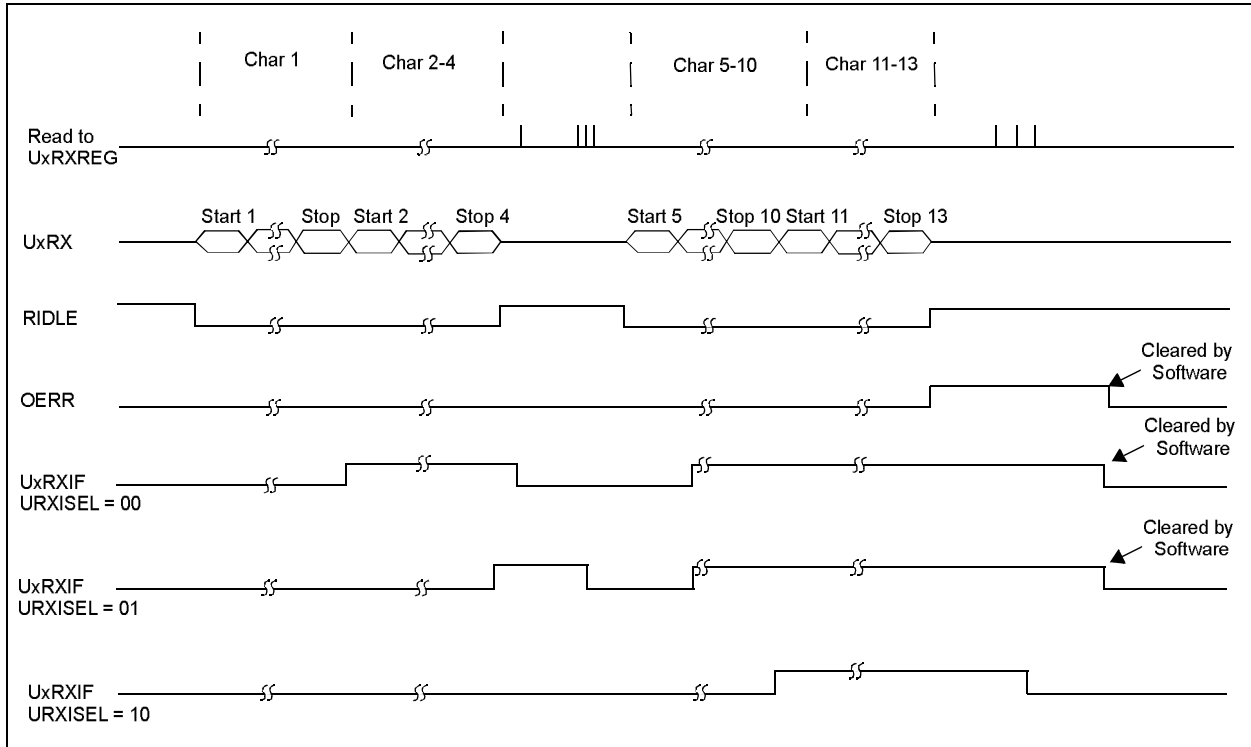 Char 1
Char 2-4
Char 5-10
Char 11-13
Read to
UxRXREG
Start 1
Stop
Start 2
Stop 4
Start 5
Stop 10
Start 11
Stop 13
UxRX
RIDLE
Cleared by
Software
OERR
Cleared by
Software
UxRXIF
URXISEL = 00
Cleared by
Software
UxRXIF
URXISEL = 01
UxRXIF
URXISEL = 10